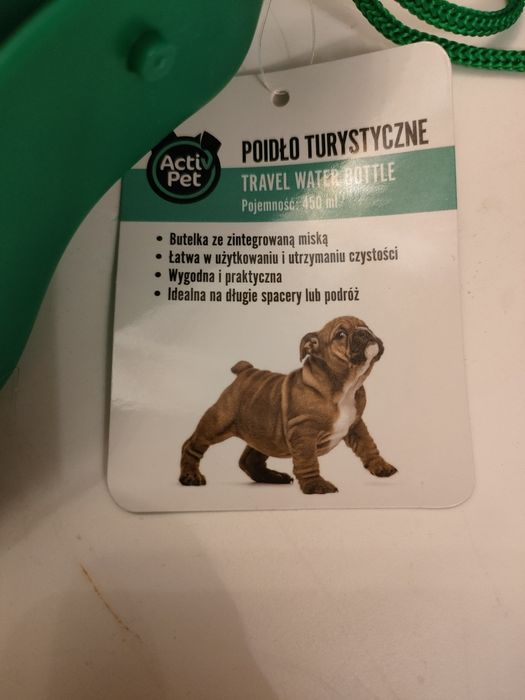 Acti
Pet
POIDŁO TURYSTYCZNE
TRAVEL WATER BOTTLE
Pojemność: 450 ml
• Butelka ze zintegrowaną miską
• Łatwa w użytkowaniu i utrzymaniu czystości
• Wygodna i praktyczna
• Idealna na długie spacery lub podróż